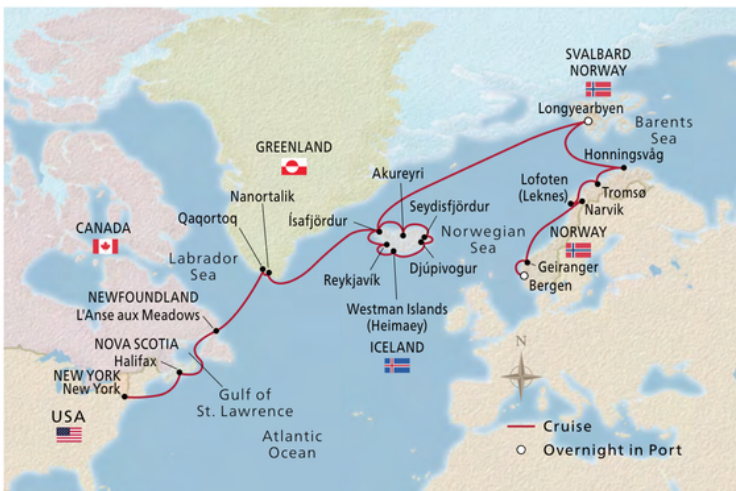 SVALBARD
NORWAY
Longyearbyen
Barents
Sea
GREENLAND
Honningsvåg
Akureyri
Nanortalik
Lofoten
(Leknes)
Tromsø
Seydisfjördur
Qaqortoq
Ísafjördur
Narvik
CANADA
Norwegian
Sea
NORWAY
Labrador
Sea
Reykjavík
Djúpivogur
Geiranger
Bergen
NEWFOUNDLAND
L'Anse aux Meadows
Westman Islands
(Heimaey)
NOVA SCOTIA
Halifax
ICELAND
N
NEW YORK
New York
Gulf of
St. Lawrence
USA
Atlantic
Ocean
Cruise
Overnight in Port